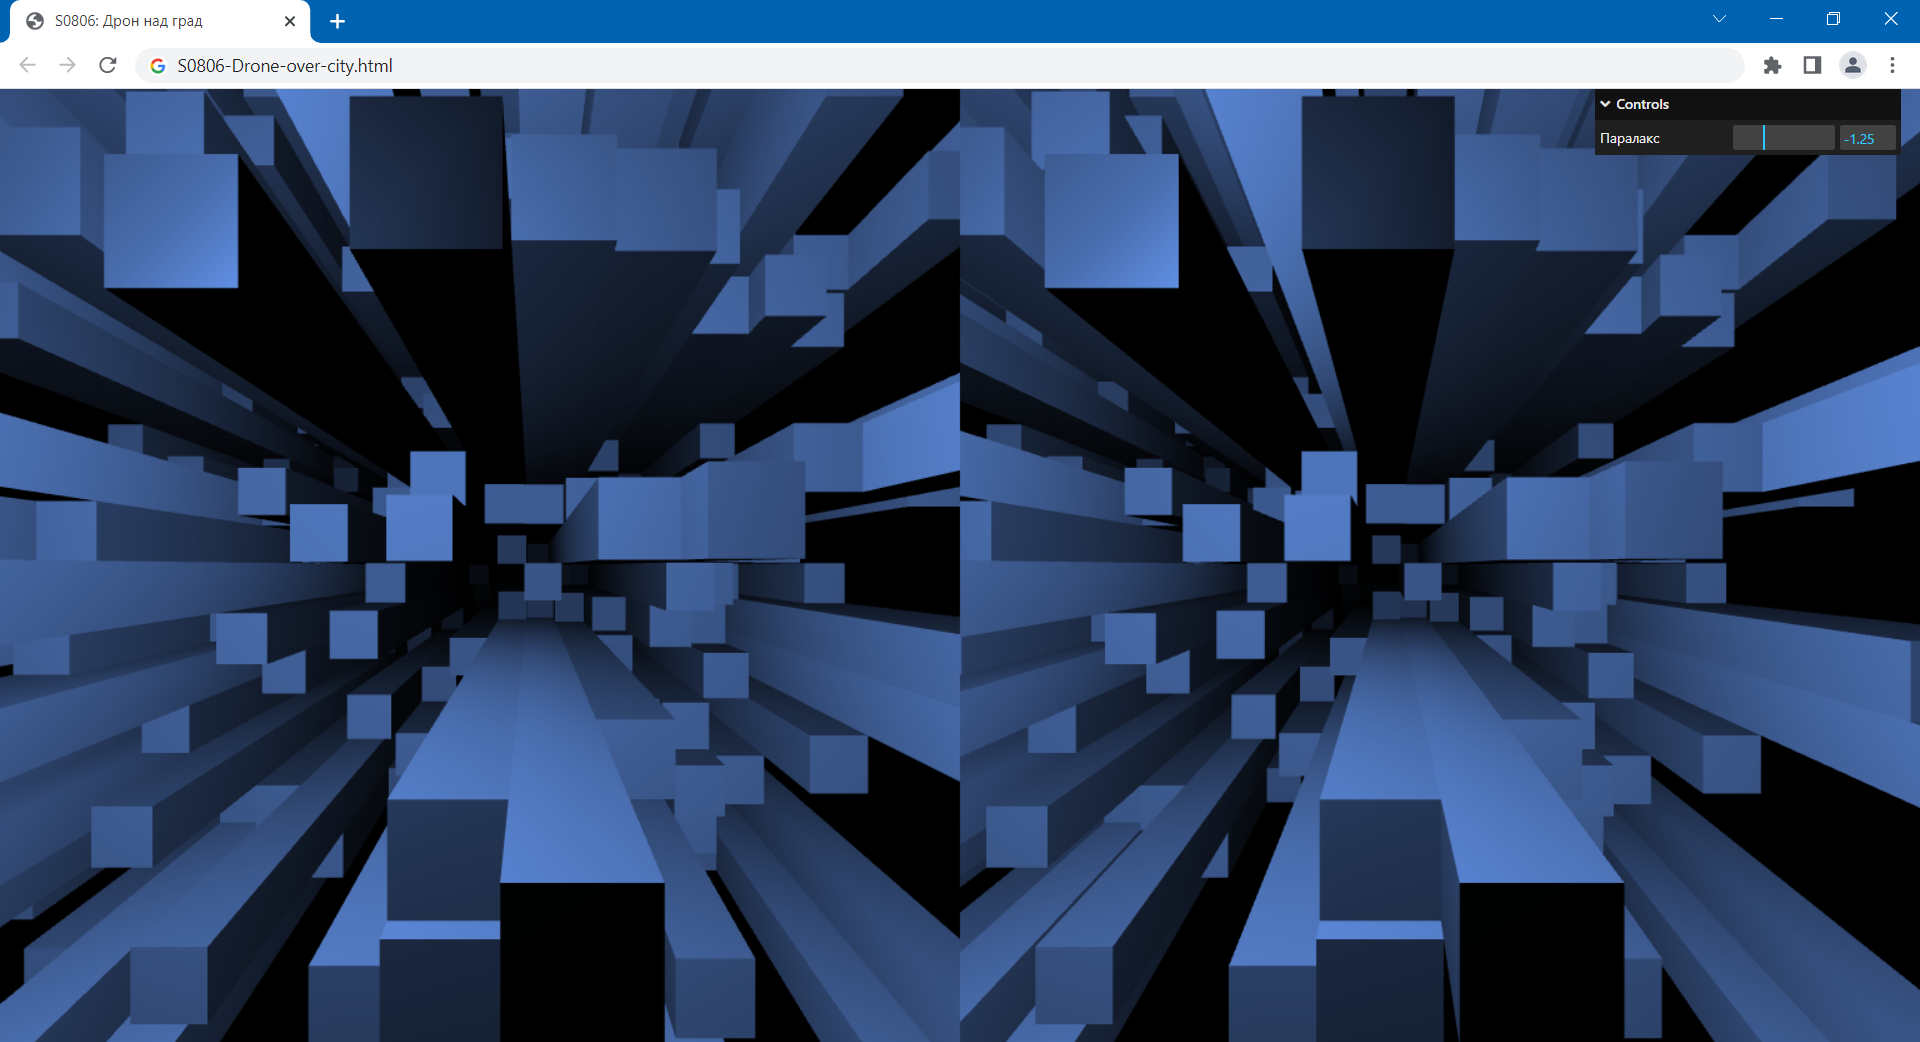 S0806: Дрон над град
S0806-Drone-over-city.html
Controls
Паралакс
-1.25